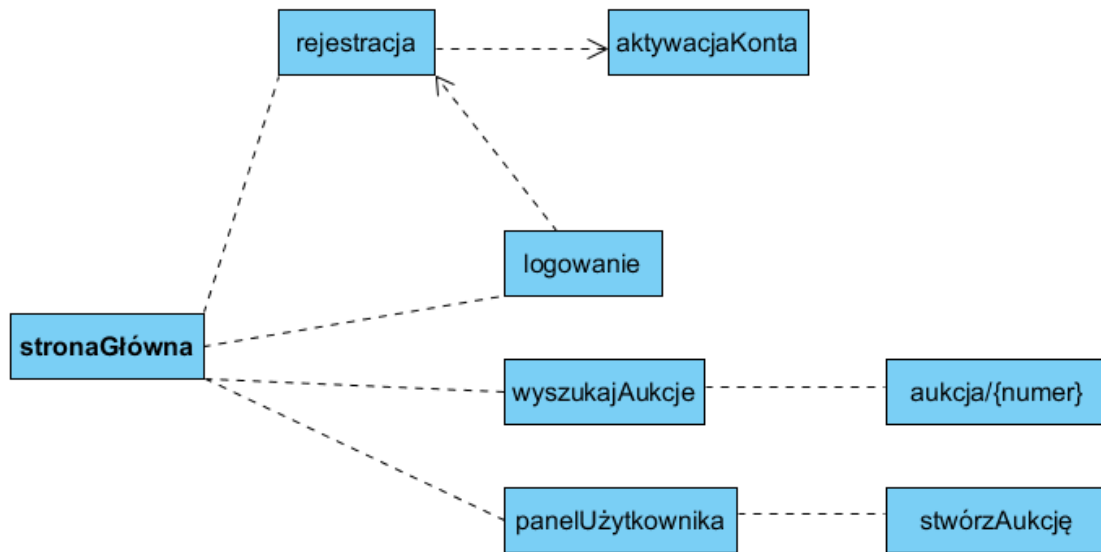 rejestracja
aktywacjaKonta
logowanie
stronaGłówna
wyszukajAukcje
aukcja/{numer}
panelUżytkownika
stwórzAukcję